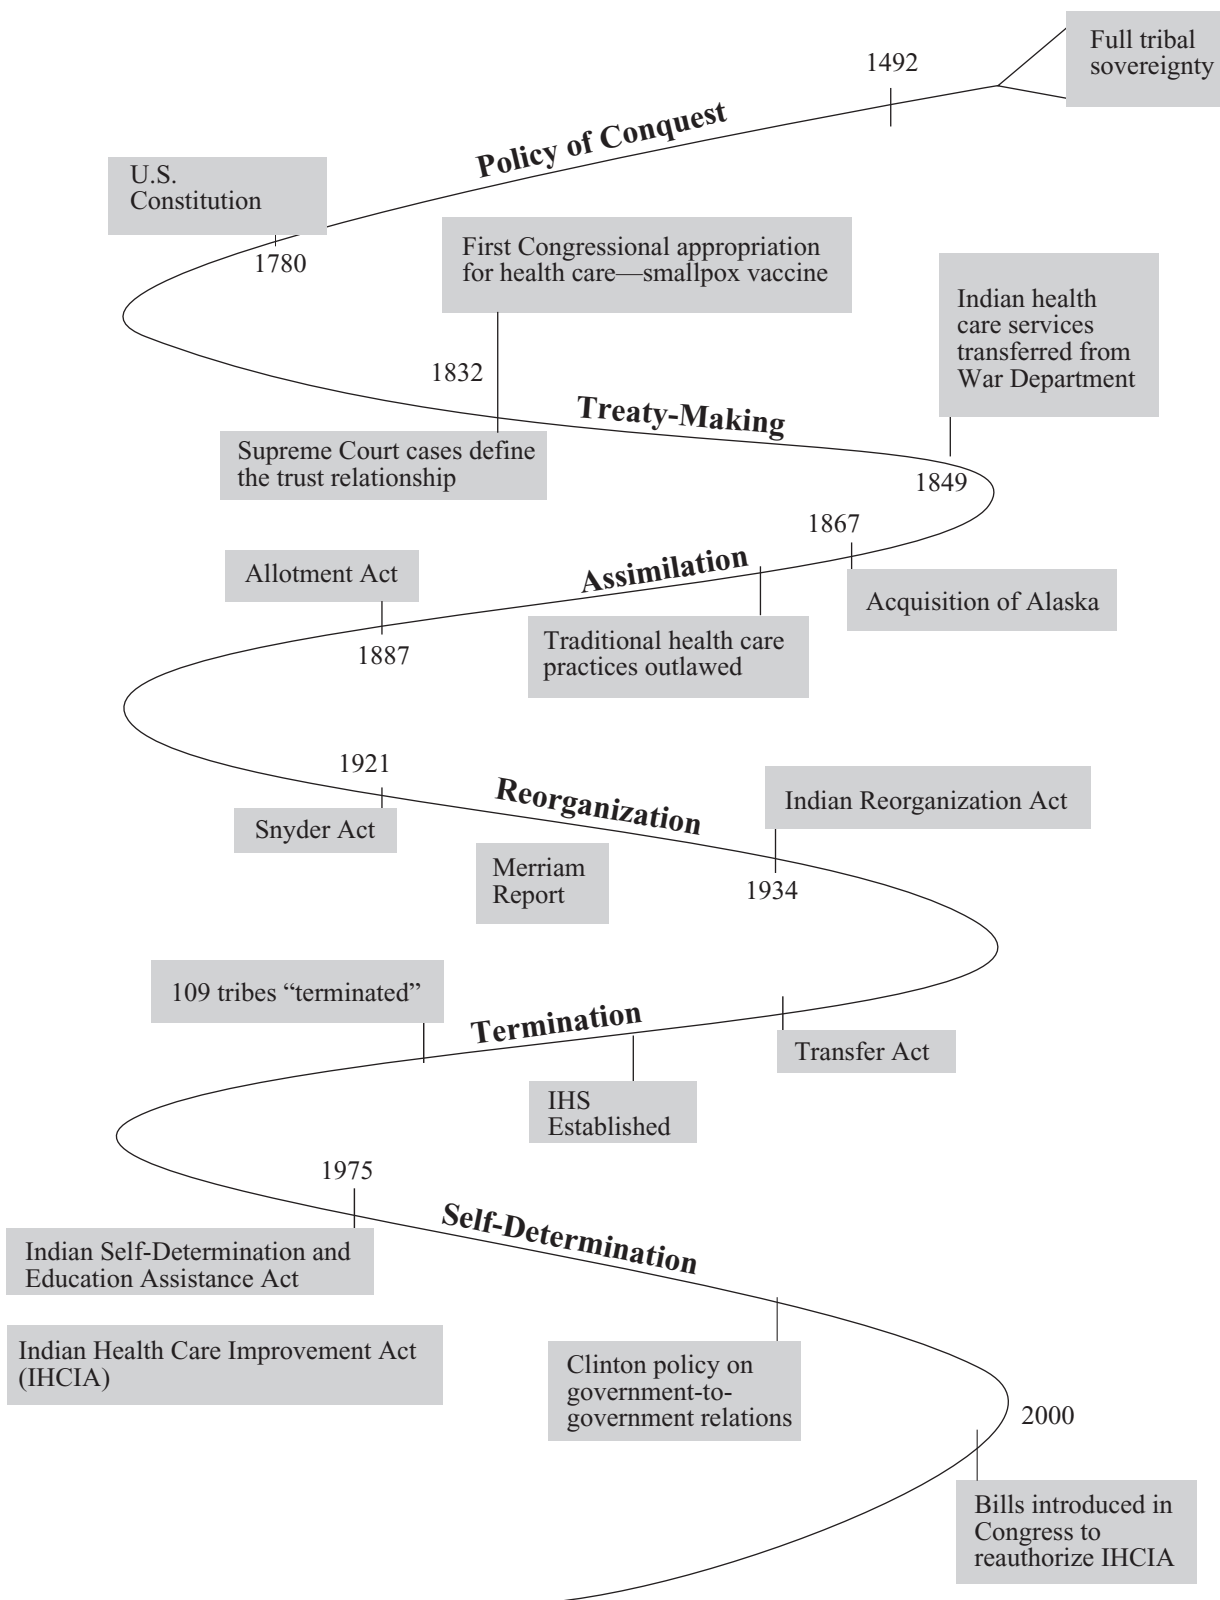 Full tribal
sovereignty
1492
Policy of Conquest
U.S.
Constitution
1780
First Congressional appropriation
for health care—smallpox vaccine
Indian health
care services
transferred from
War Department
1832
Treaty-Making
Supreme Court cases define
the trust relationship
1849
1867
Assimilation
Allotment Act
Acquisition of Alaska
Traditional health care
practices outlawed
1887
1921
Reorganization
Indian Reorganization Act
Snyder Act
Merriam
Report
1934
109 tribes “terminated”
Termination
Transfer Act
IHS
Established
1975
Self-Determination
Indian Self-Determination and
Education Assistance Act
Indian Health Care Improvement Act
(IHCIA)
Clinton policy on
government-to-
government relations
2000
Bills introduced in
Congress to
reauthorize IHCIA